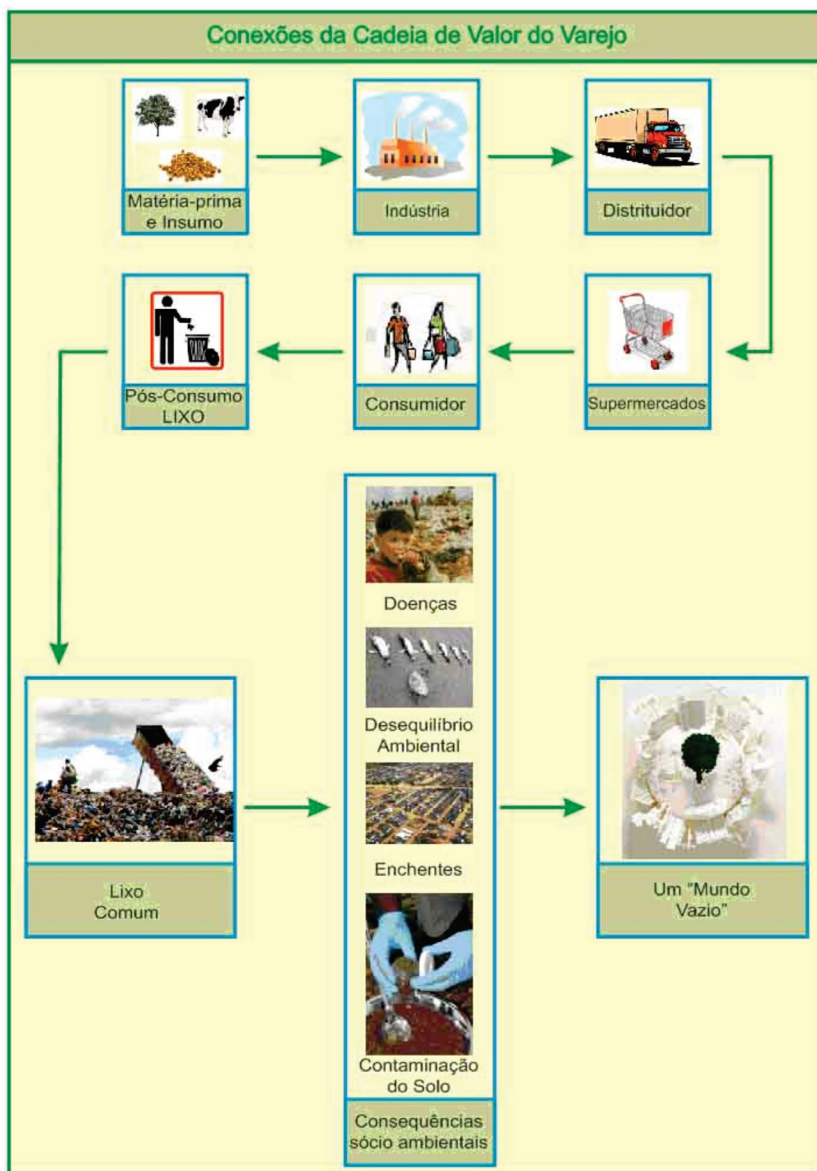 Conexões da Cadeia de Valor do Varejo
Matéria-prima
e Insumo
Indústria
Distrituidor
Supermercados
Consumidor
Pós-Consumo
LIXO
Lixo
Comum
Doenças
Desequilíbrio
Ambiental
Enchentes
Contaminação
do Solo
Consequências
sócio ambientais
Um "Mundo
Vazio"